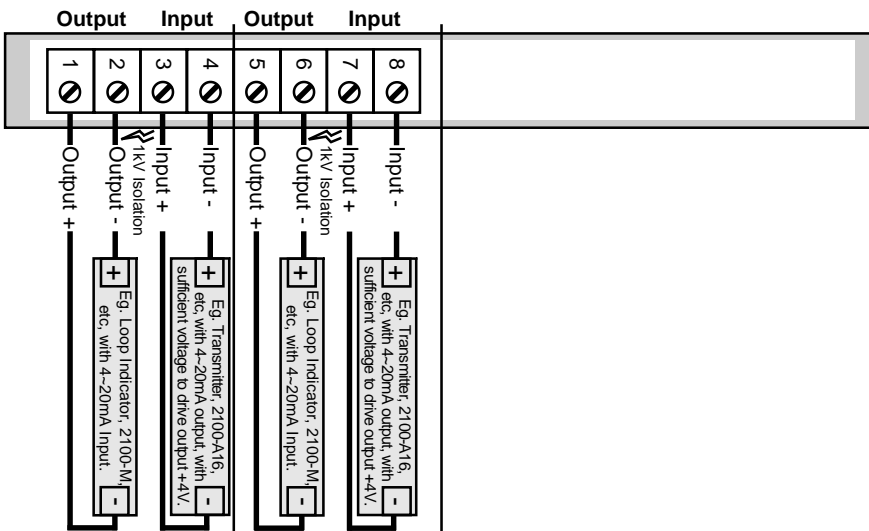 Output Input Output Input
1 2 3 4 5 6 7 8
Output +
Output -
1kV Isolation
Input +
Input -
Output +
Output -
1kV Isolation
Input +
Input -
+
Eg. Loop Indicator, 2100-M,
etc, with 4~20mA Input.
-
+
Eg. Transmitter, 2100-A16,
etc, with 4~20mA output, with
sufficient voltage to drive output +4V.
-
+
Eg. Loop Indicator, 2100-M,
etc, with 4~20mA Input.
-
+
Eg. Transmitter, 2100-A16,
etc, with 4~20mA output, with
sufficient voltage to drive output +4V.
-